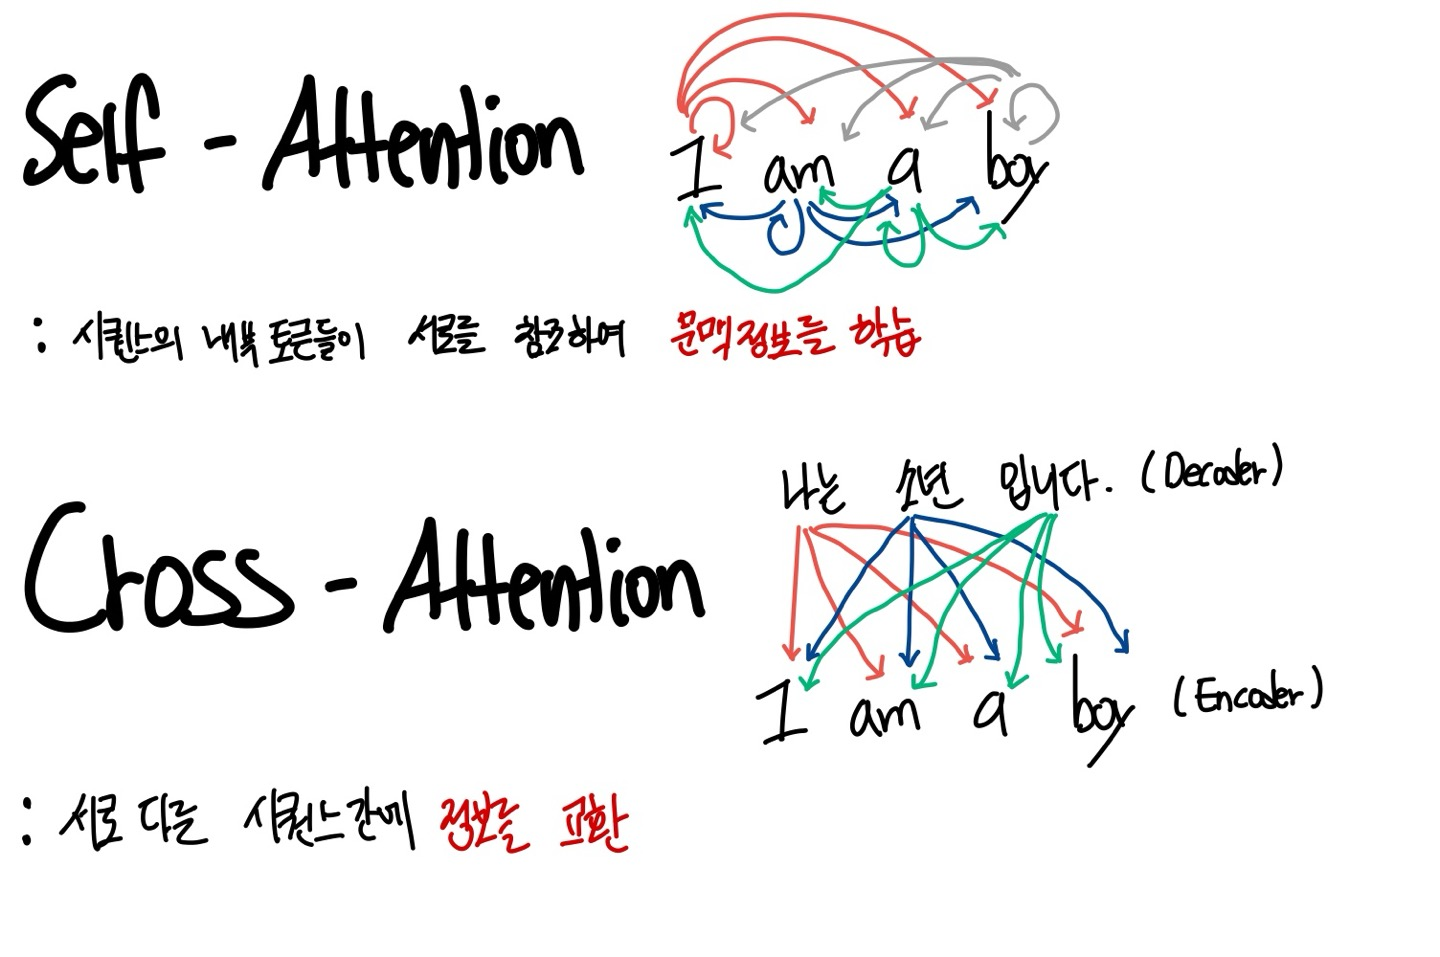 Self - Attention
I am a boy
: 시퀀스의 내부 토큰들이 서로를 참조하여 문맥정보를 학습
나는 소년 입니다. (Decoder)
Cross - Attention
I am a boy (Encoder)
: 서로 다른 시퀀스간에 정보를 교환